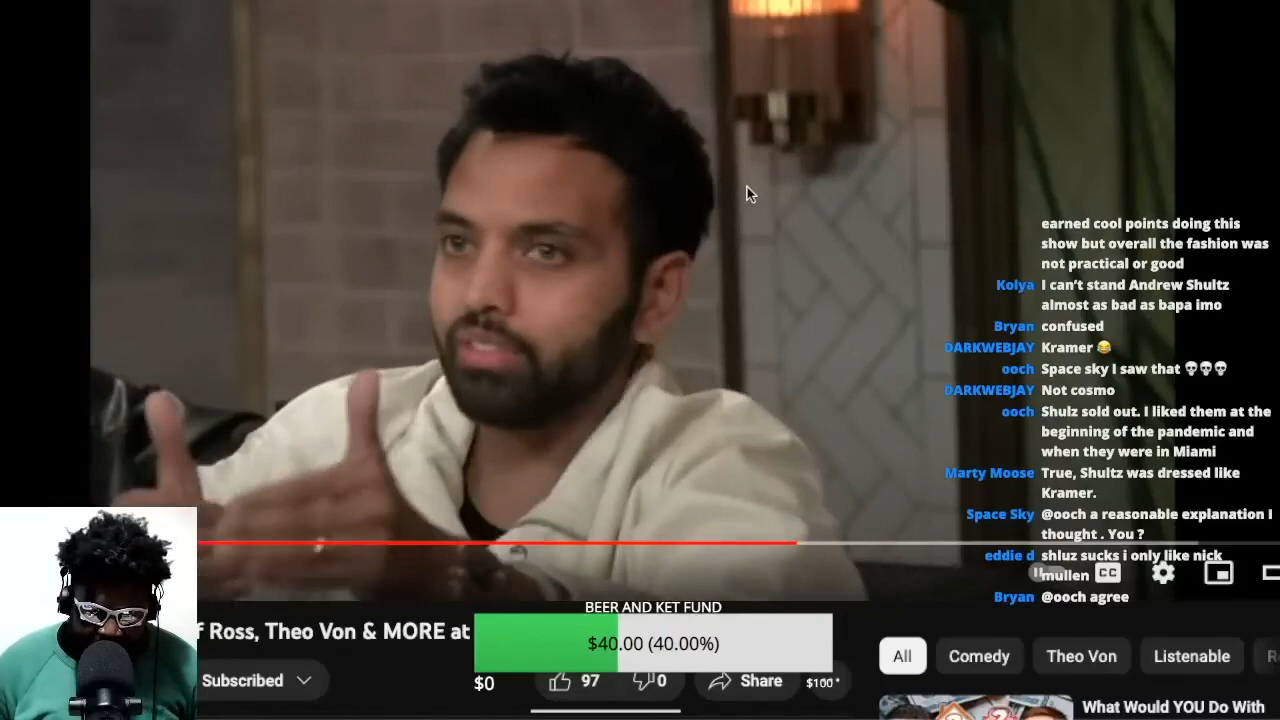 earned cool points doing this
show but overall the fashion was
not practical or good
Kolya I can’t stand Andrew Shultz
almost as bad as bapa imo
Bryan confused
DARKWEBJAY Kramer 😂
ooch Space sky I saw that 💀💀💀
DARKWEBJAY Not cosmo
ooch Shulz sold out. I liked them at the
beginning of the pandemic and
when they were in Miami
Marty Moose True, Shultz was dressed like
Kramer.
Space Sky @ooch a reasonable explanation I
thought . You ?
eddie d shluz sucks i only like nick
mullen
CC
Bryan @ooch agree
BEER AND KET FUND
f Ross, Theo Von & MORE at
$40.00 (40.00%)
All
Comedy
Theo Von
Listenable
Subscribed
$0
97
0
Share
$100*
What Would YOU Do With